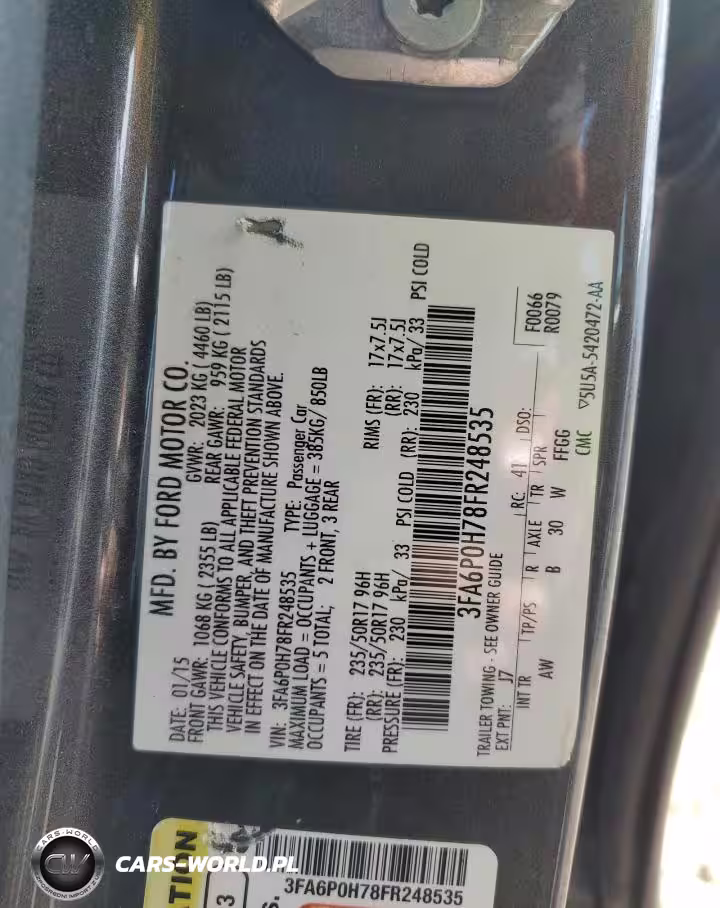 MFD. BY FORD MOTOR CO.
DATE: 01/15 GVWR: 2023 KG ( 4460 LB)
FRONT GAWR: 1068 KG ( 2355 LB) REAR GAWR: 959 KG ( 2115 LB)
THIS VEHICLE CONFORMS TO ALL APPLICABLE FEDERAL MOTOR
VEHICLE SAFETY, BUMPER, AND THEFT PREVENTION STANDARDS
IN EFFECT ON THE DATE OF MANUFACTURE SHOWN ABOVE.
VIN: 3FA6P0H78FR248535 TYPE: Passenger Car
MAXIMUM LOAD = OCCUPANTS + LUGGAGE = 385KG/ 850LB
OCCUPANTS = 5 TOTAL; 2 FRONT, 3 REAR
TIRE (FR): 235/50R17 96H RIMS (FR): 17x7.5J
(RR): 235/50R17 96H (RR): 17x7.5J
PRESSURE (FR): 230 kPa/ 33 PSI COLD (RR): 230 kPa/ 33 PSI COLD
3FA6P0H78FR248535
TRAILER TOWING - SEE OWNER GUIDE
EXT PNT: J7 RC: 41 DSO: F0066
INT TR TP/PS R AXLE TR SPR R0079
AW B 30 W FFGG
CMC ▽5U5A-5420472-AA
3FA6P0H78FR248535
CARS-WORLD
CW
CARS-WORLD.PL